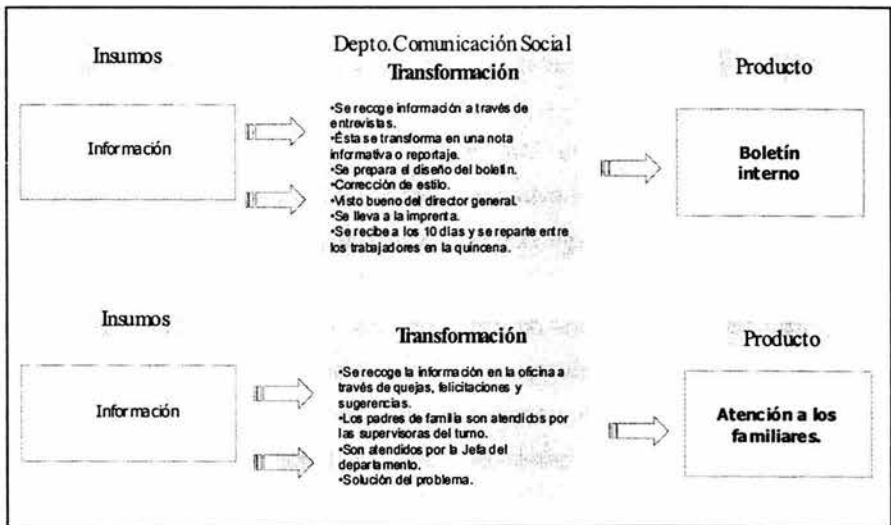 Depto. Comunicación Social
Insumos
Transformación
Producto
Información
•Se recoge información a través de
entrevistas.
•Ésta se transforma en una nota
informativa o reportaje.
•Se prepara el diseño del boletín.
•Corrección de estilo.
•Visto bueno del director general.
•Se lleva a la imprenta.
•Se recibe a los 10 días y se reparte entre
los trabajadores en la quincena.
Boletín
interno
Insumos
Transformación
Producto
Información
•Se recoge la información en la oficina a
través de quejas, felicitaciones y
sugerencias.
•Los padres de familia son atendidos por
las supervisoras del turno.
•Son atendidos por la Jefa del
departamento.
•Solución del problema.
Atención a los
familiares.